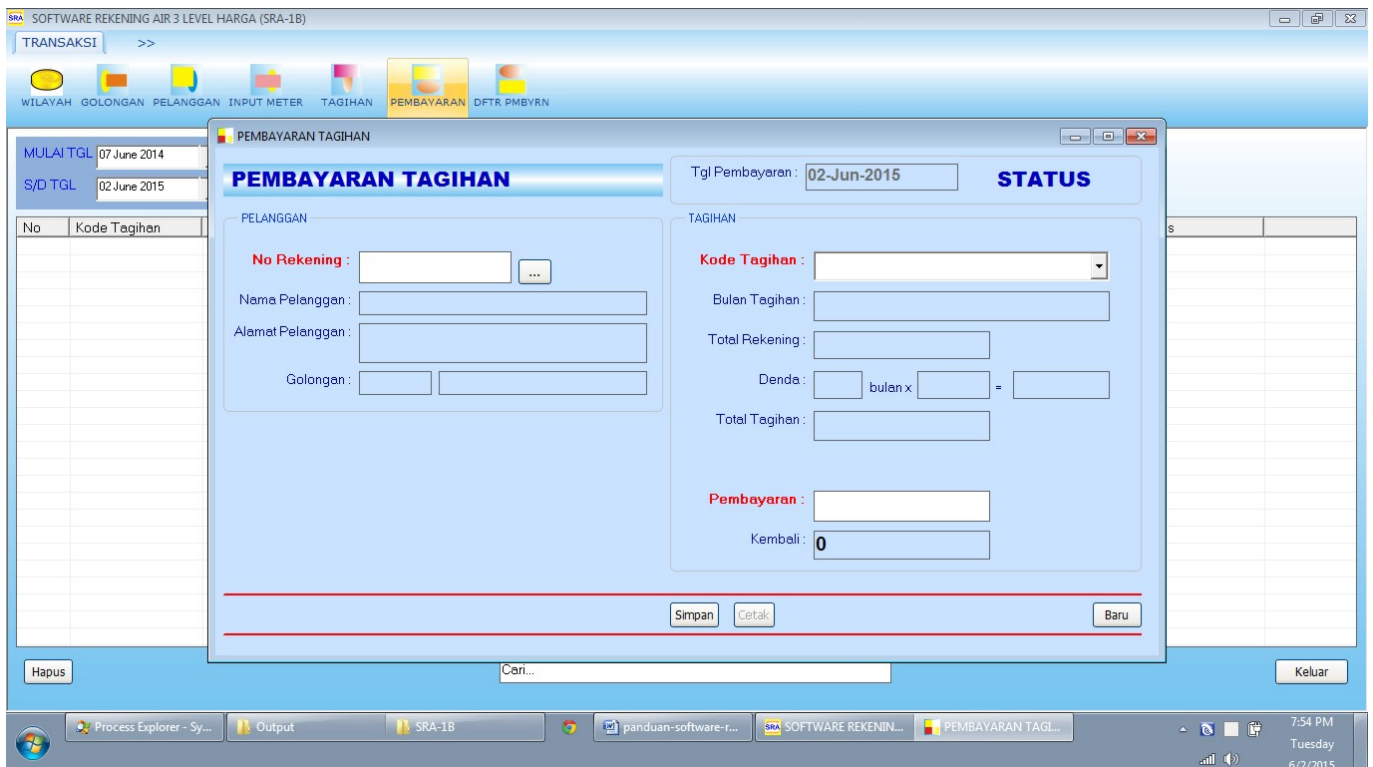 SRA SOFTWARE REKENING AIR 3 LEVEL HARGA (SRA-1B)
TRANSAKSI >>
WILAYAH GOLONGAN PELANGGAN INPUT METER TAGIHAN PEMBAYARAN DFTR PMBYRN
MULAI TGL 07 June 2014
S/D TGL 02 June 2015
No Kode Tagihan s
PEMBAYARAN TAGIHAN
PEMBAYARAN TAGIHAN
Tgl Pembayaran : 02-Jun-2015 STATUS
PELANGGAN
No Rekening : ...
Nama Pelanggan :
Alamat Pelanggan :
Golongan :
TAGIHAN
Kode Tagihan :
Bulan Tagihan :
Total Rekening :
Denda : bulan x =
Total Tagihan :
Pembayaran :
Kembali : 0
Simpan Cetak Baru
Hapus Cari... Keluar
Process Explorer - Sy... Output SRA-1B panduan-software-r... SRA SOFTWARE REKENIN... PEMBAYARAN TAGI...
7:54 PM
Tuesday
6/2/2015